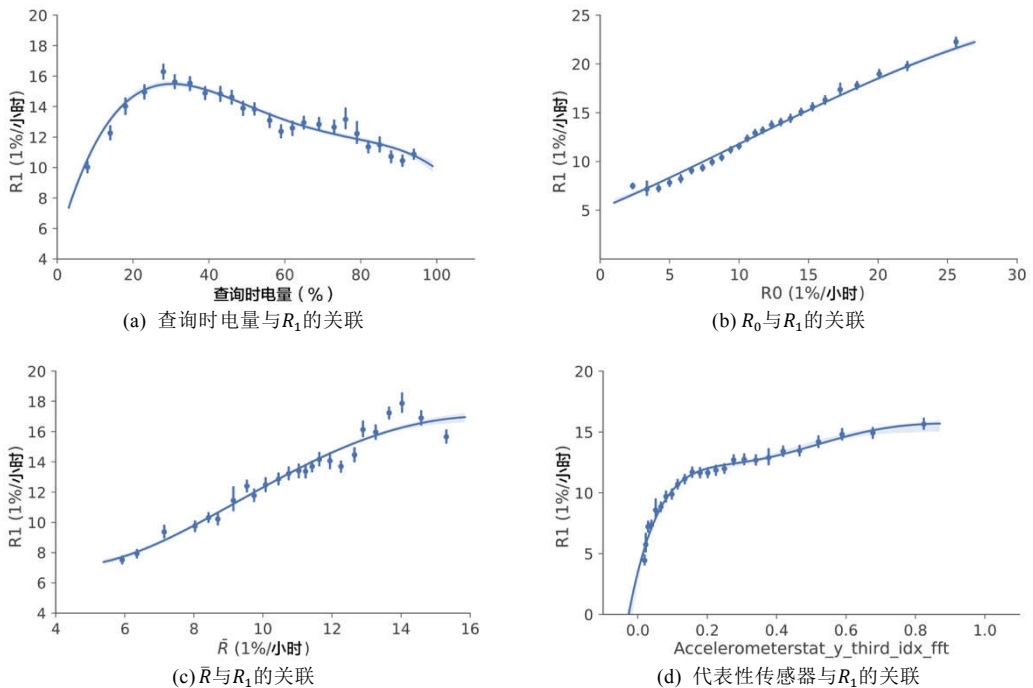 20
18
16
14
12
10
8
6
4
R1 (1%/小时)
0 20 40 60 80 100
查询时电量 ( % )
(a) 查询时电量与R₁的关联
25
20
15
10
5
R1 (1%/小时)
0 5 10 15 20 25 30
R0 (1%/小时)
(b) R₀与R₁的关联
20
18
16
14
12
10
8
6
4
R1 (1%/小时)
4 6 8 10 12 14 16
R̄ (1%/小时)
(c) R̄与R₁的关联
20
15
10
5
0
R1 (1%/小时)
0.0 0.2 0.4 0.6 0.8 1.0
Accelerometerstat_y_third_idx_fft
(d) 代表性传感器与R₁的关联